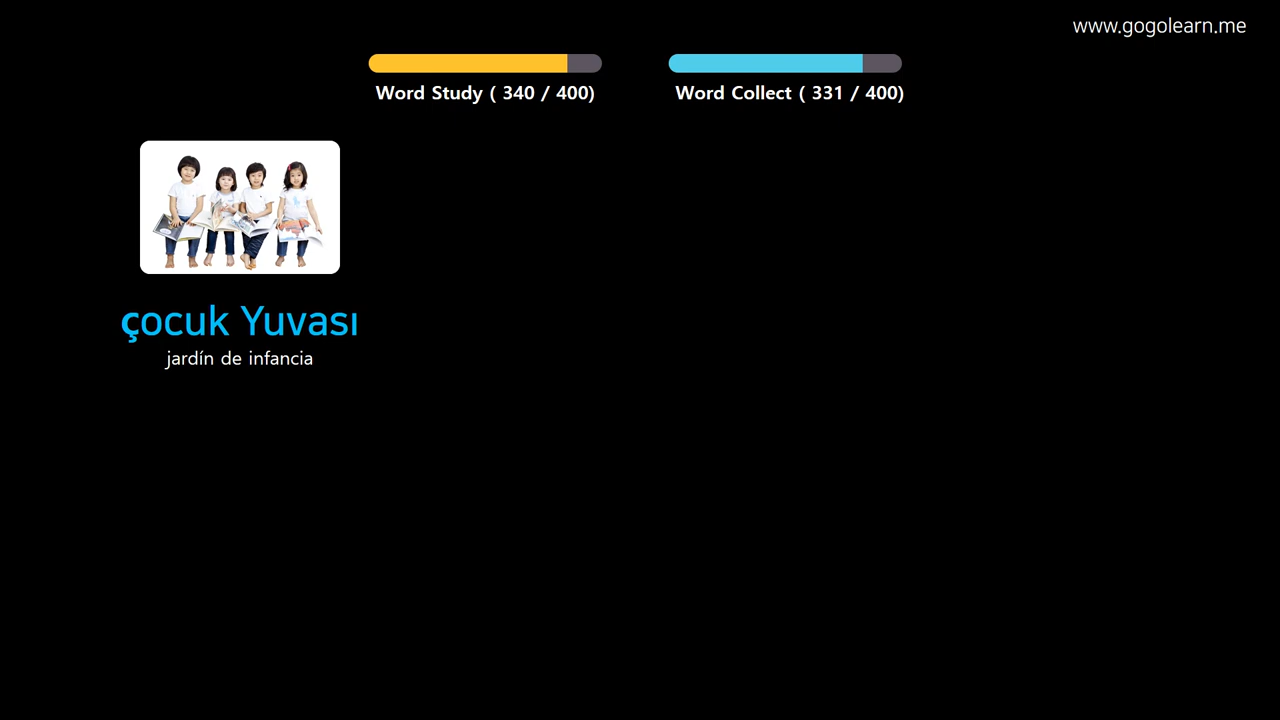 www.gogolearn.me
Word Study ( 340 / 400)
Word Collect ( 331 / 400)
çocuk Yuvası
jardín de infancia